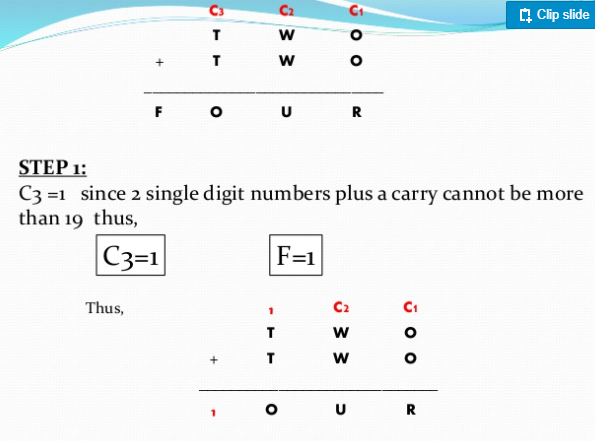 Clip slide
C3 C2 C1
T W O
+ T W O
F O U R
STEP 1:
C3 =1 since 2 single digit numbers plus a carry cannot be more
than 19 thus,
C3=1 F=1
Thus,
1 C2 C1
T W O
+ T W O
1 O U R